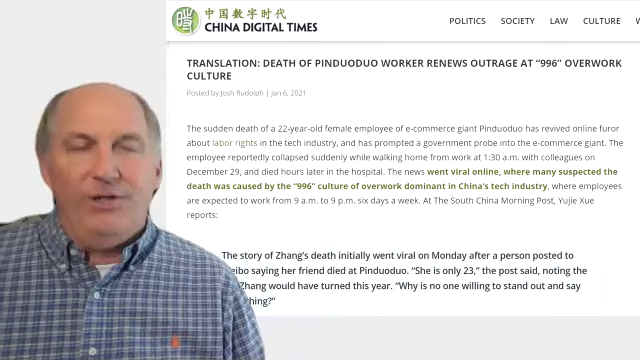 中国数字时代
CHINA DIGITAL TIMES
POLITICS SOCIETY LAW CULTURE
TRANSLATION: DEATH OF PINDUODUO WORKER RENEWS OUTRAGE AT “996” OVERWORK
CULTURE
Posted by Josh Rudolph | Jan 6, 2021
The sudden death of a 22-year-old female employee of e-commerce giant Pinduoduo has revived online furor
about labor rights in the tech industry, and has prompted a government probe into the e-commerce giant. The
employee reportedly collapsed suddenly while walking home from work at 1:30 a.m. with colleagues on
December 29, and died hours later in the hospital. The news went viral online, where many suspected the
death was caused by the “996” culture of overwork dominant in China’s tech industry, where employees
are expected to work from 9 a.m. to 9 p.m. six days a week. At The South China Morning Post, Yujie Xue
reports:
The story of Zhang’s death initially went viral on Monday after a person posted to
saying her friend died at Pinduoduo. “She is only 23,” the post said, noting the
Zhang would have turned this year. “Why is no one willing to stand out and say